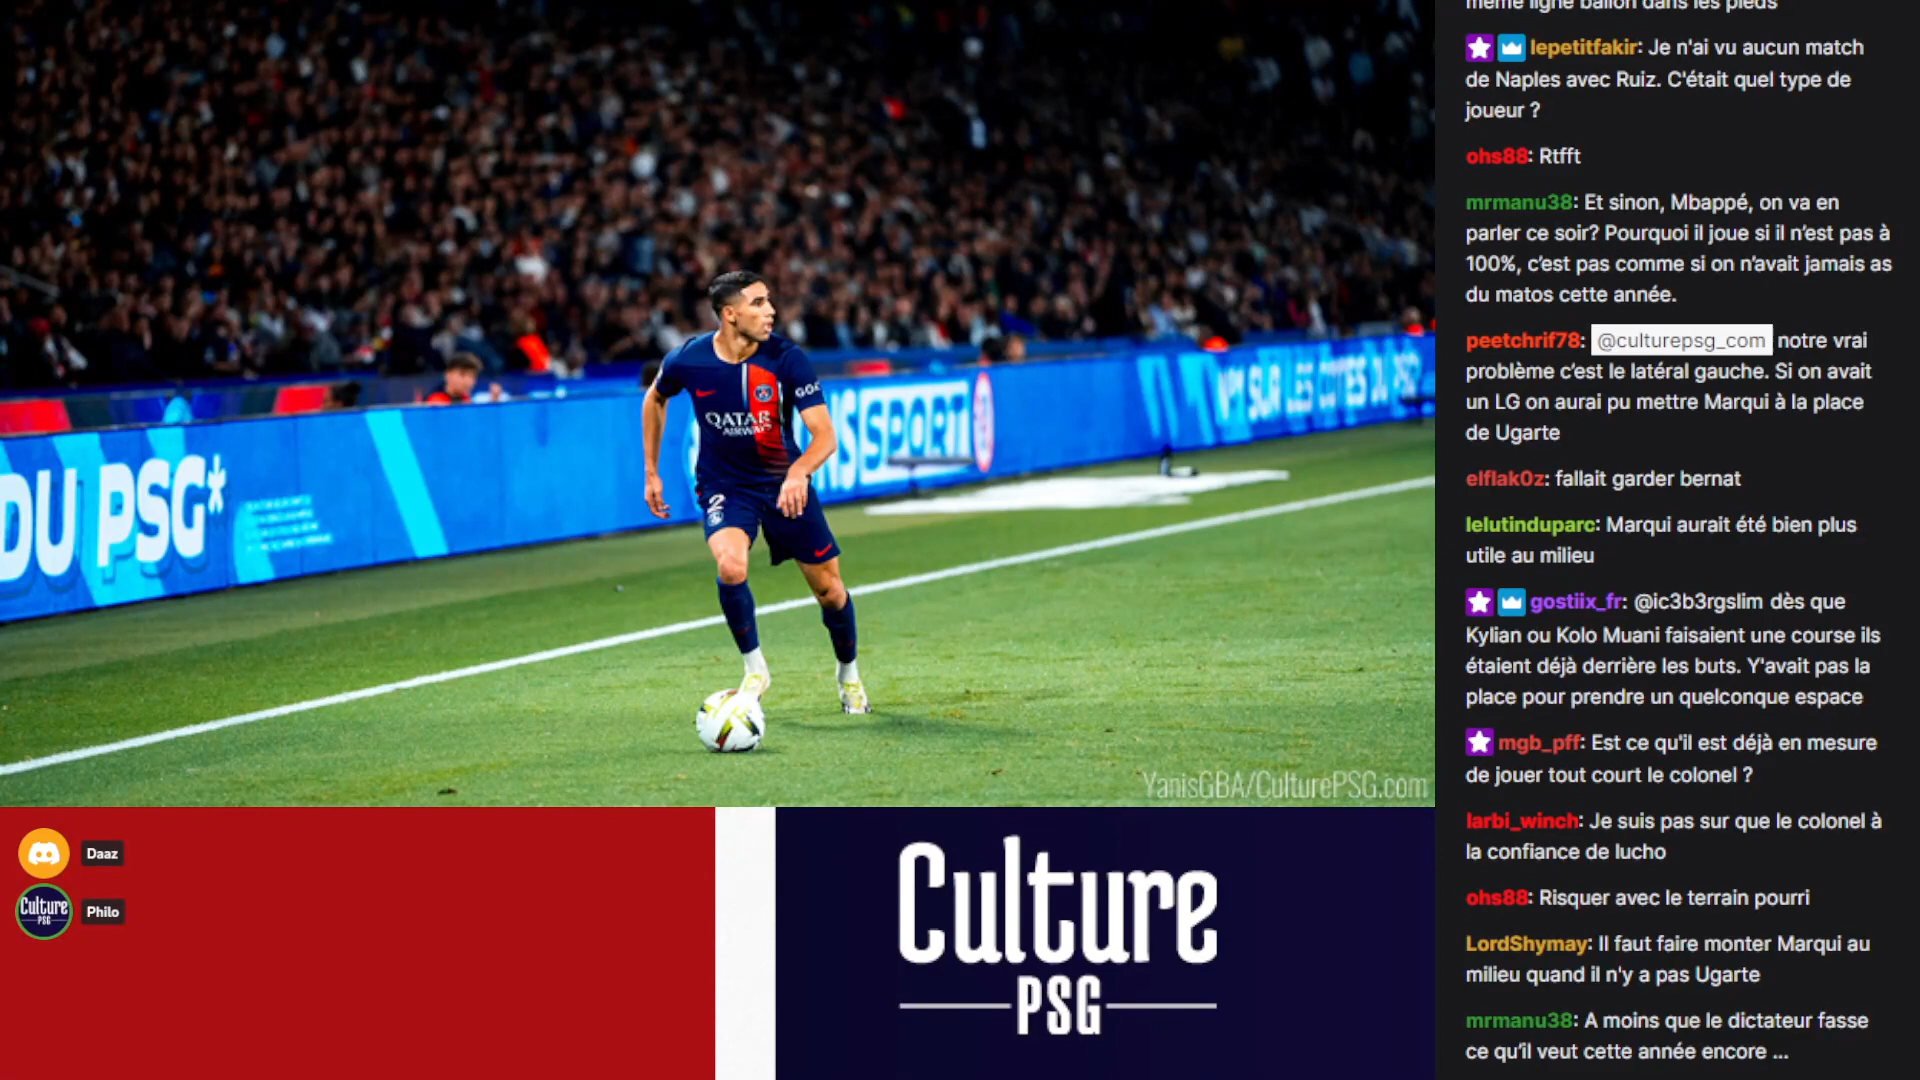 DU PSG*
NS SPORT
N°1 SUR LES COTES DU PSG*
GOA
QATAR
AIRWAYS
2
YanisGBA/CulturePSG.com
Daaz
Culture
PSG
Philo
Culture
PSG
même ligne ballon dans les pieds
lepetitfakir: Je n'ai vu aucun match
de Naples avec Ruiz. C'était quel type de
joueur ?
ohs88: Rtfft
mrmanu38: Et sinon, Mbappé, on va en
parler ce soir? Pourquoi il joue si il n’est pas à
100%, c’est pas comme si on n’avait jamais as
du matos cette année.
peetchrif78: @culturepsg_com notre vrai
problème c’est le latéral gauche. Si on avait
un LG on aurai pu mettre Marqui à la place
de Ugarte
elflak0z: fallait garder bernat
lelutinduparc: Marqui aurait été bien plus
utile au milieu
gostiix_fr: @ic3b3rgslim dès que
Kylian ou Kolo Muani faisaient une course ils
étaient déjà derrière les buts. Y'avait pas la
place pour prendre un quelconque espace
mgb_pff: Est ce qu'il est déjà en mesure
de jouer tout court le colonel ?
larbi_winch: Je suis pas sur que le colonel à
la confiance de lucho
ohs88: Risquer avec le terrain pourri
LordShymay: Il faut faire monter Marqui au
milieu quand il n'y a pas Ugarte
mrmanu38: A moins que le dictateur fasse
ce qu’il veut cette année encore ...